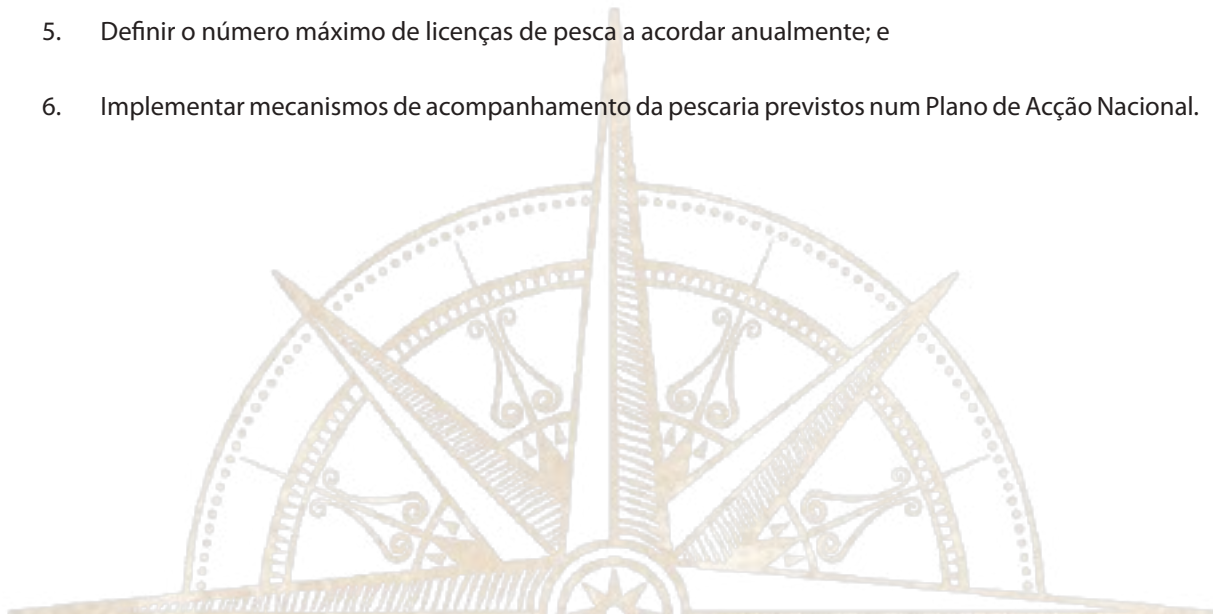 5. Definir o número máximo de licenças de pesca a acordar anualmente; e
6. Implementar mecanismos de acompanhamento da pescaria previstos num Plano de Acção Nacional.